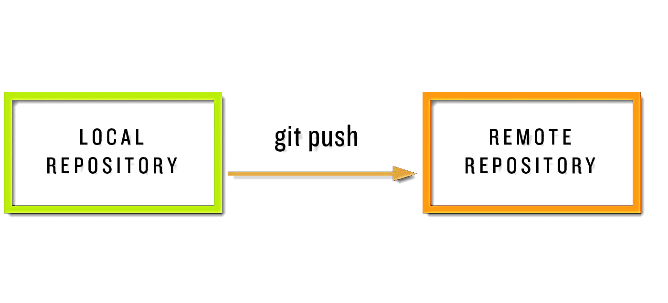 LOCAL
REPOSITORY
git push
REMOTE
REPOSITORY